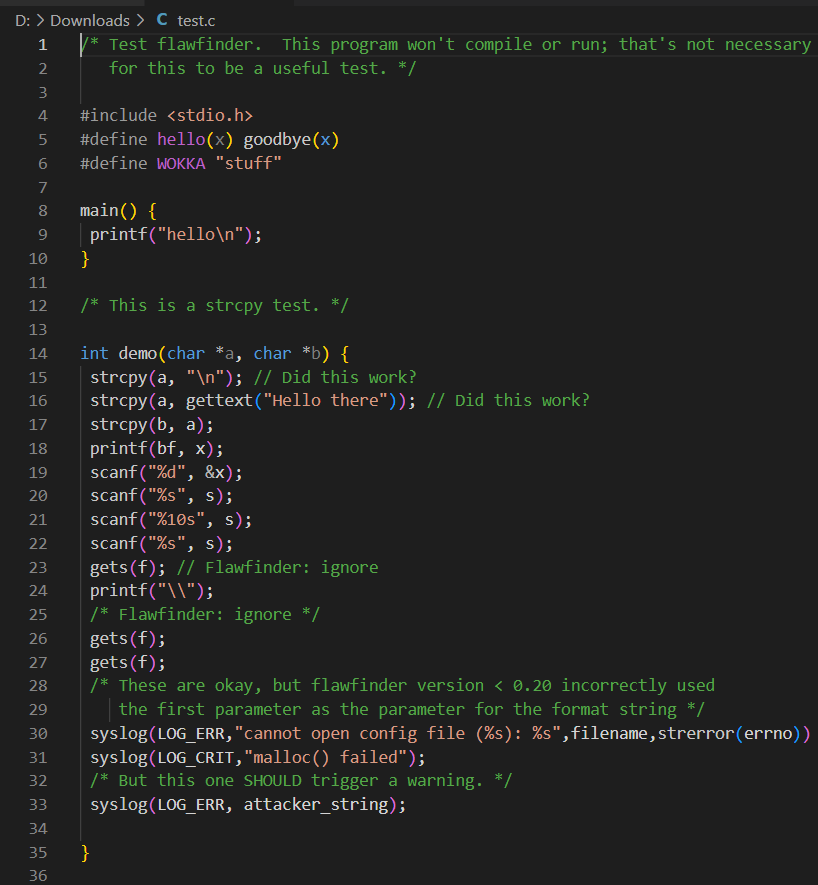 D: > Downloads > C test.c
1 /* Test flawfinder.  This program won't compile or run; that's not necessary
2    for this to be a useful test. */
3
4 #include <stdio.h>
5 #define hello(x) goodbye(x)
6 #define WOKKA "stuff"
7
8 main() {
9  printf("hello\n");
10 }
11
12 /* This is a strcpy test. */
13
14 int demo(char *a, char *b) {
15  strcpy(a, "\n"); // Did this work?
16  strcpy(a, gettext("Hello there")); // Did this work?
17  strcpy(b, a);
18  printf(bf, x);
19  scanf("%d", &x);
20  scanf("%s", s);
21  scanf("%10s", s);
22  scanf("%s", s);
23  gets(f); // Flawfinder: ignore
24  printf("\\");
25  /* Flawfinder: ignore */
26  gets(f);
27  gets(f);
28  /* These are okay, but flawfinder version < 0.20 incorrectly used
29     the first parameter as the parameter for the format string */
30  syslog(LOG_ERR,"cannot open config file (%s): %s",filename,strerror(errno))
31  syslog(LOG_CRIT,"malloc() failed");
32  /* But this one SHOULD trigger a warning. */
33  syslog(LOG_ERR, attacker_string);
34
35 }
36